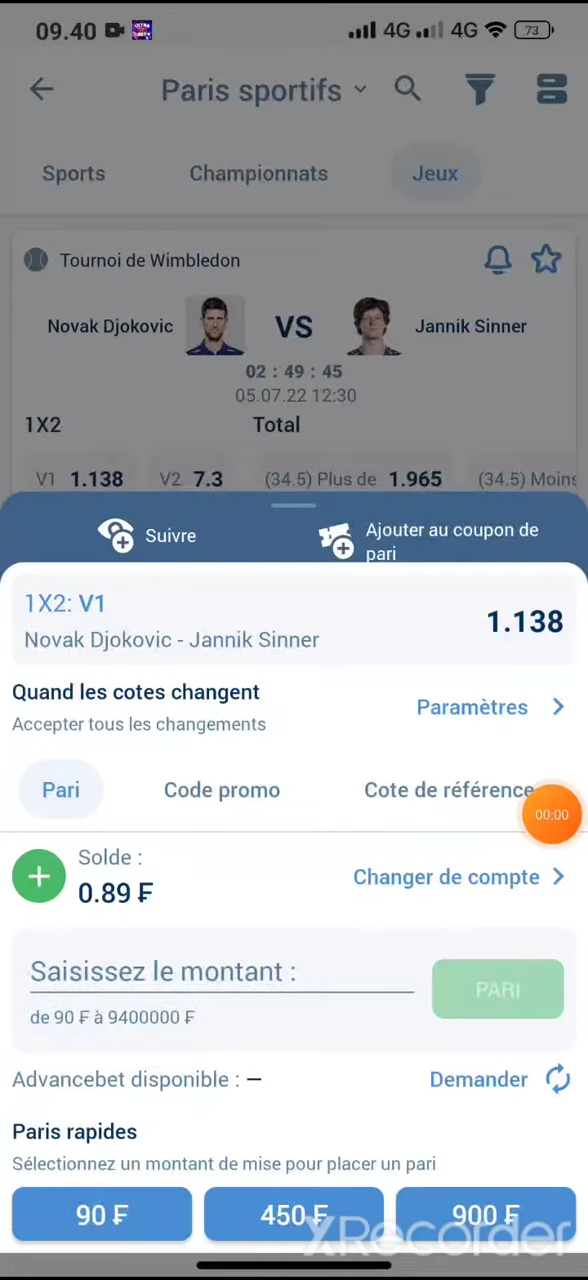 09.40
4G
4G
73
Paris sportifs
Sports
Championnats
Jeux
Tournoi de Wimbledon
Novak Djokovic
VS
Jannik Sinner
02 : 49 : 45
05.07.22 12:30
1X2
Total
V1 1.138
V2 7.3
(34.5) Plus de 1.965
(34.5) Moins
Suivre
Ajouter au coupon de
pari
1X2: V1
Novak Djokovic - Jannik Sinner
1.138
Quand les cotes changent
Accepter tous les changements
Paramètres
Pari
Code promo
Cote de référence
00:00
Solde :
0.89 ₣
Changer de compte
Saisissez le montant :
de 90 ₣ à 9400000 ₣
PARI
Advancebet disponible : —
Demander
Paris rapides
Sélectionnez un montant de mise pour placer un pari
90 ₣
450 ₣
900 ₣
XRecorder